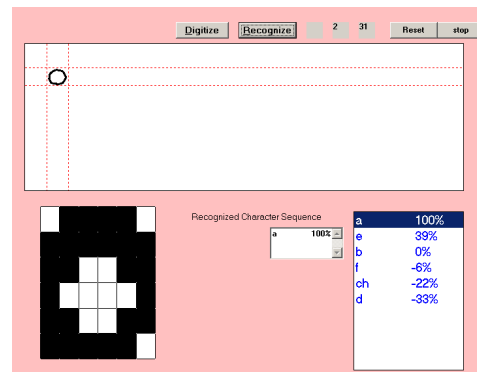 Digitize Recognize 2 31 Reset stop
Recognized Character Sequence
a 100%
a 100%
e 39%
b 0%
f -6%
ch -22%
d -33%